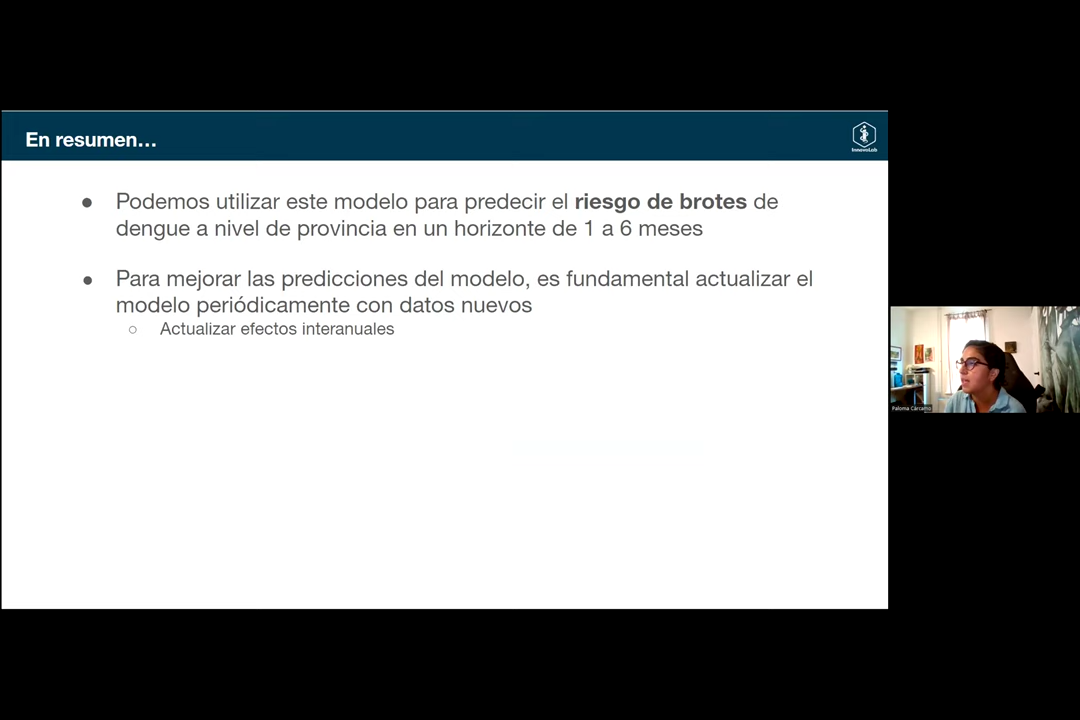 En resumen…
InnovaLab
● Podemos utilizar este modelo para predecir el riesgo de brotes de
dengue a nivel de provincia en un horizonte de 1 a 6 meses
● Para mejorar las predicciones del modelo, es fundamental actualizar el
modelo periódicamente con datos nuevos
○ Actualizar efectos interanuales
Paloma Cárcamo